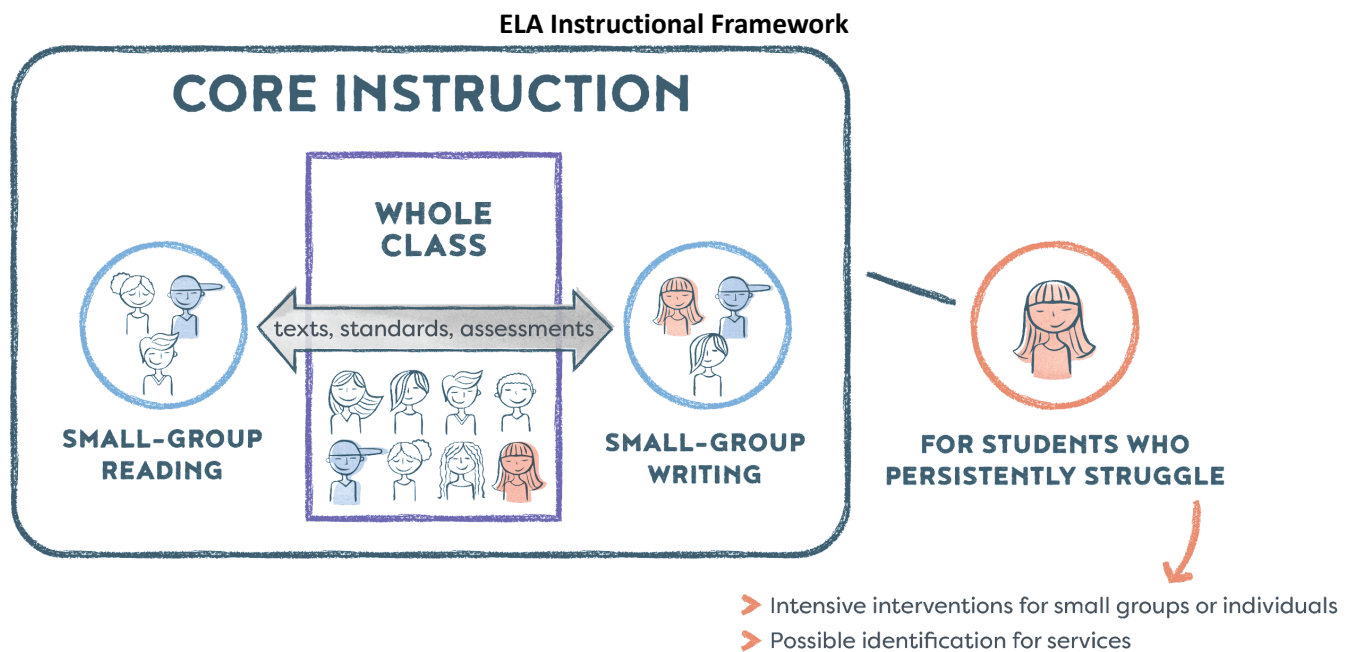 ELA Instructional Framework
CORE INSTRUCTION
WHOLE
CLASS
texts, standards, assessments
SMALL-GROUP
READING
SMALL-GROUP
WRITING
FOR STUDENTS WHO
PERSISTENTLY STRUGGLE
Intensive interventions for small groups or individuals
Possible identification for services